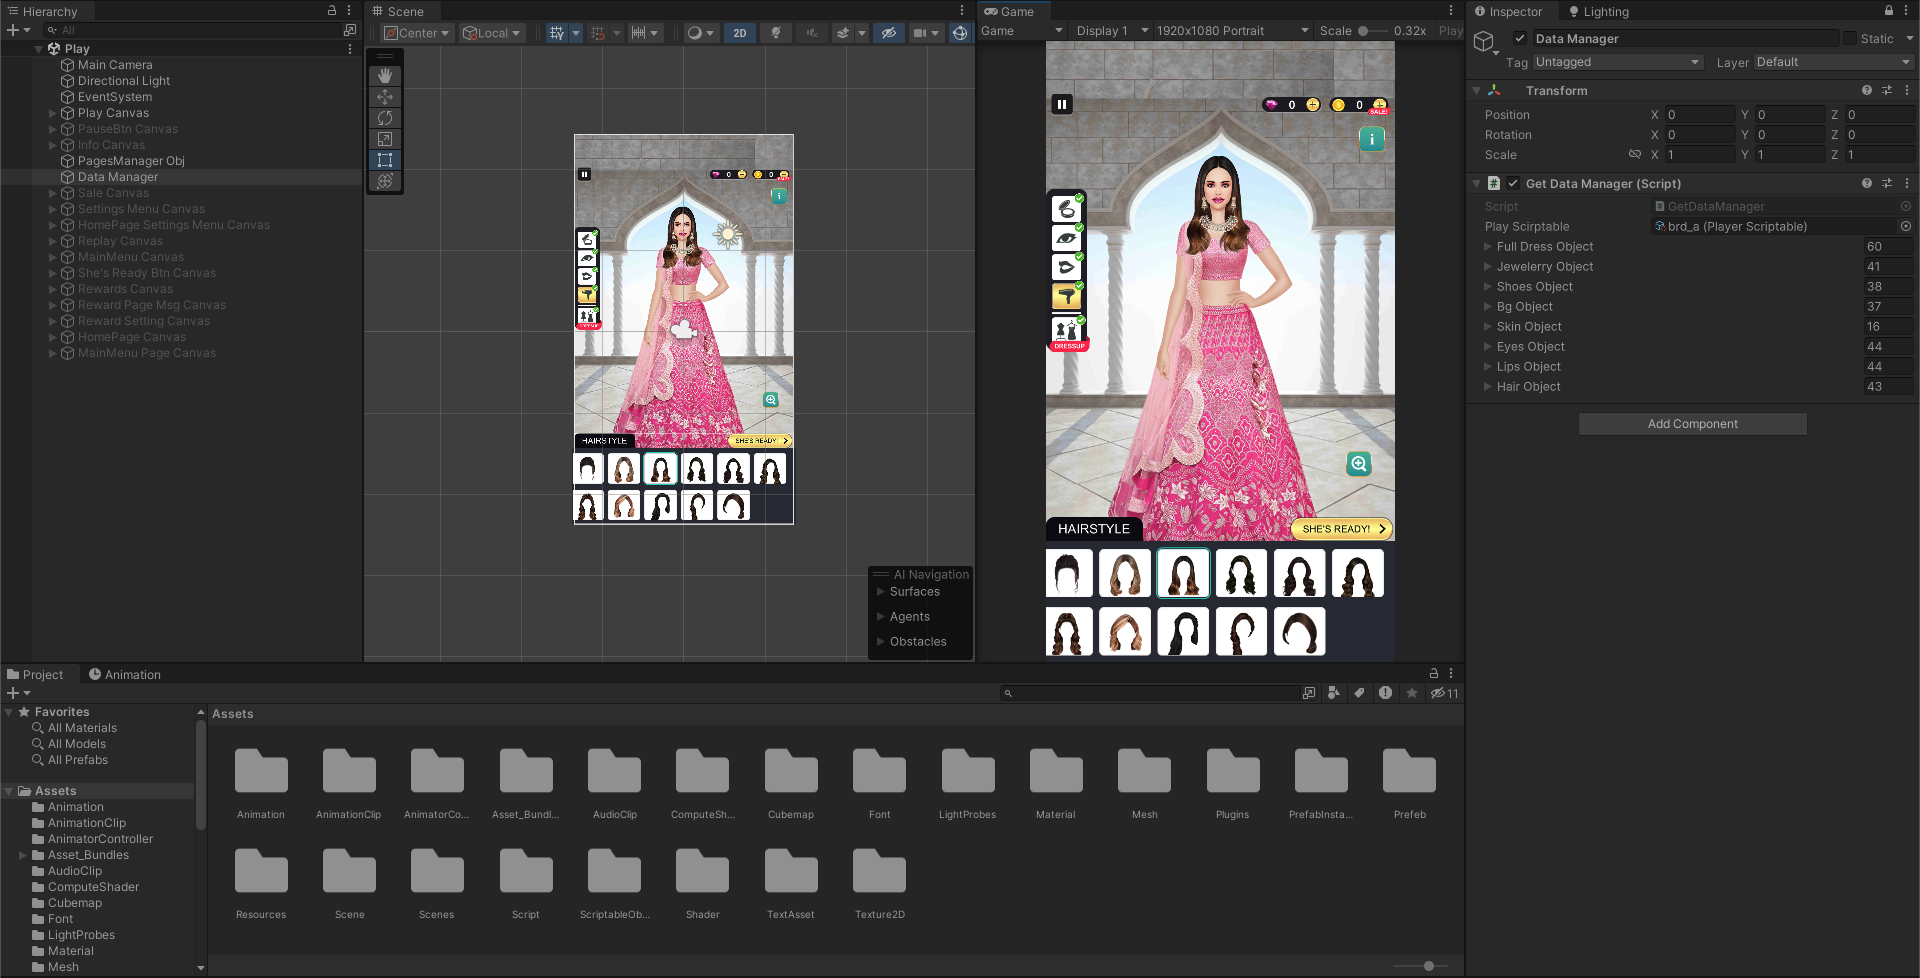 Hierarchy
All
Play
Main Camera
Directional Light
EventSystem
Play Canvas
PauseBtn Canvas
Info Canvas
PagesManager Obj
Data Manager
Sale Canvas
Settings Menu Canvas
HomePage Settings Menu Canvas
Replay Canvas
MainMenu Canvas
She's Ready Btn Canvas
Rewards Canvas
Reward Page Msg Canvas
Reward Setting Canvas
HomePage Canvas
MainMenu Page Canvas
Scene
Center
Local
2D
0
0
i
DRESSUP
HAIRSTYLE
SHE'S READY!
AI Navigation
Surfaces
Agents
Obstacles
Game
Game
Display 1
1920x1080 Portrait
Scale
0.32x
Play
0
0
SALE!
i
DRESSUP
HAIRSTYLE
SHE'S READY!
Inspector
Lighting
Data Manager
Static
Tag
Untagged
Layer
Default
Transform
Position
X 0
Y 0
Z 0
Rotation
X 0
Y 0
Z 0
Scale
X 1
Y 1
Z 1
# Get Data Manager (Script)
Script
GetDataManager
Play Sciptable
brd_a (Player Scriptable)
Full Dress Object
60
Jewelerry Object
41
Shoes Object
38
Bg Object
37
Skin Object
16
Eyes Object
44
Lips Object
44
Hair Object
43
Add Component
Project
Animation
11
Favorites
All Materials
All Models
All Prefabs
Assets
Animation
AnimationClip
AnimatorController
Asset_Bundles
AudioClip
ComputeShader
Cubemap
Font
LightProbes
Material
Mesh
Assets
Animation
AnimationClip
AnimatorCo...
Asset_Bundl...
AudioClip
ComputeSh...
Cubemap
Font
LightProbes
Material
Mesh
Plugins
PrefabInsta...
Prefeb
Resources
Scene
Scenes
Script
ScriptableOb...
Shader
TextAsset
Texture2D